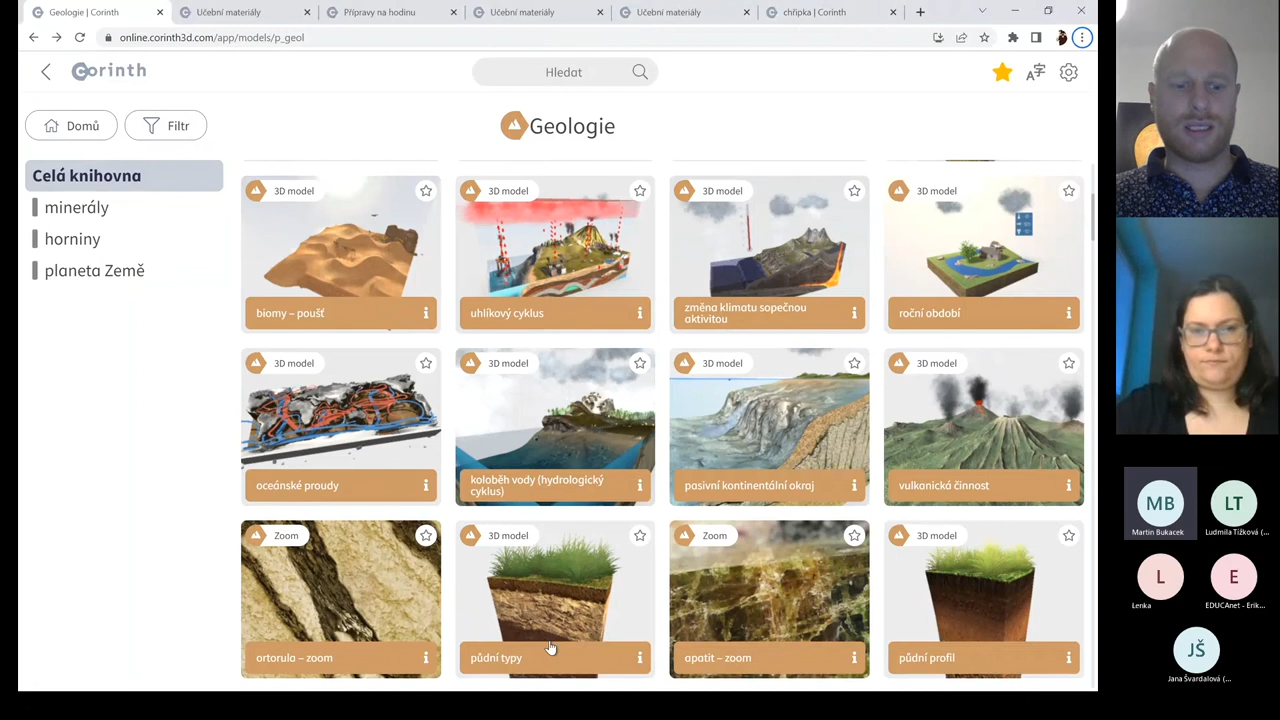 Geologie | Corinth
Učební materiály
Přípravy na hodinu
Učební materiály
Učební materiály
chřipka | Corinth
online.corinth3d.com/app/models/p_geol
Corinth
Hledat
Domů
Filtr
Geologie
Celá knihovna
minerály
horniny
planeta Země
3D model
3D model
3D model
3D model
biomy – poušť
uhlíkový cyklus
změna klimatu sopečnou
aktivitou
roční období
3D model
3D model
3D model
3D model
oceánské proudy
koloběh vody (hydrologický
cyklus)
pasivní kontinentální okraj
vulkanická činnost
Zoom
3D model
Zoom
3D model
ortorula – zoom
půdní typy
apatit – zoom
půdní profil
MB
Martin Bukacek
LT
Ludmila Tížková (...
L
Lenka
E
EDUCAnet - Erik...
JŠ
Jana Švardalová (...